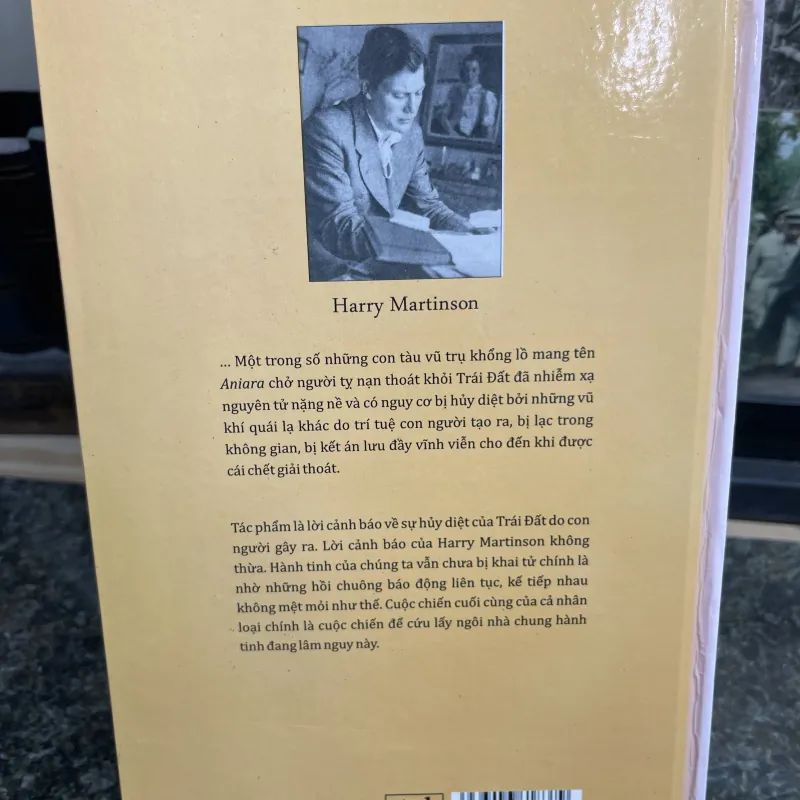 Harry Martinson
... Một trong số những con tàu vũ trụ khổng lồ mang tên
Aniara chở người tỵ nạn thoát khỏi Trái Đất đã nhiễm xạ
nguyên tử nặng nề và có nguy cơ bị hủy diệt bởi những vũ
khí quái lạ khác do trí tuệ con người tạo ra, bị lạc trong
không gian, bị kết án lưu đầy vĩnh viễn cho đến khi được
cái chết giải thoát.
Tác phẩm là lời cảnh báo về sự hủy diệt của Trái Đất do con
người gây ra. Lời cảnh báo của Harry Martinson không
thừa. Hành tinh của chúng ta vẫn chưa bị khai tử chính là
nhờ những hồi chuông báo động liên tục, kế tiếp nhau
không mệt mỏi như thế. Cuộc chiến cuối cùng của cả nhân
loại chính là cuộc chiến để cứu lấy ngôi nhà chung hành
tinh đang lâm nguy này.